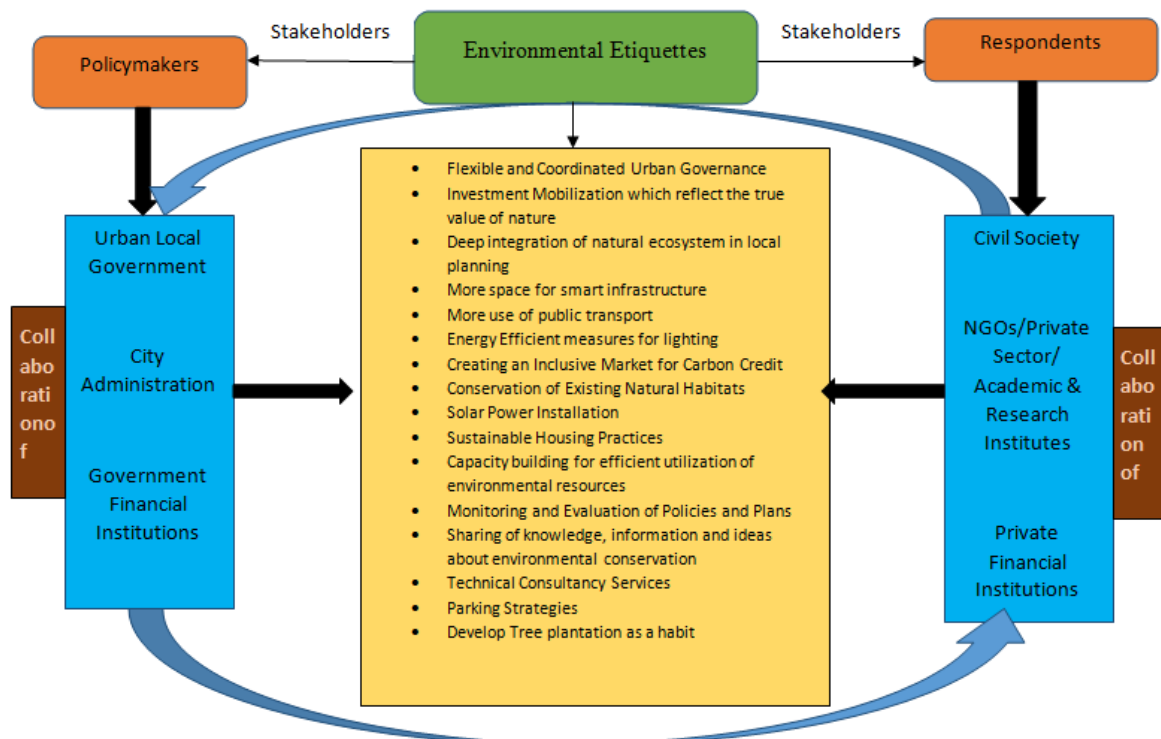 Stakeholders
Environmental Etiquettes
Stakeholders
Policymakers
Respondents
Urban Local
Government
City
Administration
Government
Financial
Institutions
Coll
abo
rati
ono
f
• Flexible and Coordinated Urban Governance
• Investment Mobilization which reflect the true
value of nature
• Deep integration of natural ecosystem in local
planning
• More space for smart infrastructure
• More use of public transport
• Energy Efficient measures for lighting
• Creating an Inclusive Market for Carbon Credit
• Conservation of Existing Natural Habitats
• Solar Power Installation
• Sustainable Housing Practices
• Capacity building for efficient utilization of
environmental resources
• Monitoring and Evaluation of Policies and Plans
• Sharing of knowledge, information and ideas
about environmental conservation
• Technical Consultancy Services
• Parking Strategies
• Develop Tree plantation as a habit
Civil Society
NGOs/Private
Sector/
Academic &
Research
Institutes
Private
Financial
Institutions
Coll
abo
rati
on
of